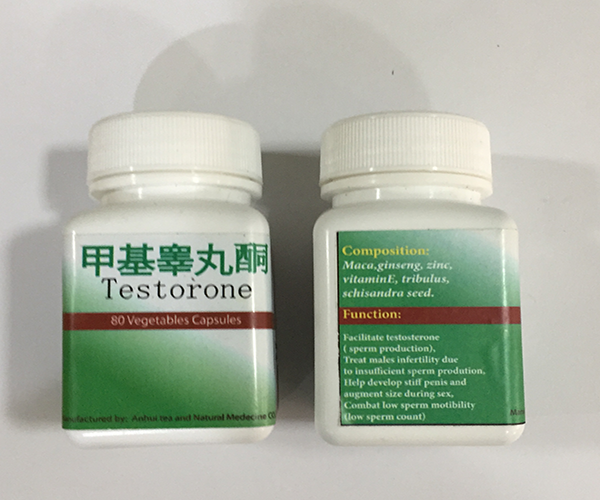 甲基睾丸酮
Testorone
80 Vegetables Capsules
anufactured by: Anhui tea and Natural Medecine CO
Composition:
Maca,ginseng, zinc,
vitaminE, tribulus,
schisandra seed.
Function:
Facilitate testosterone
( sperm production),
Treat males infertility due
to insufficient sperm prodution,
Help develop stiff penis and
augment size during sex,
Combat low sperm motibility
(low sperm count)